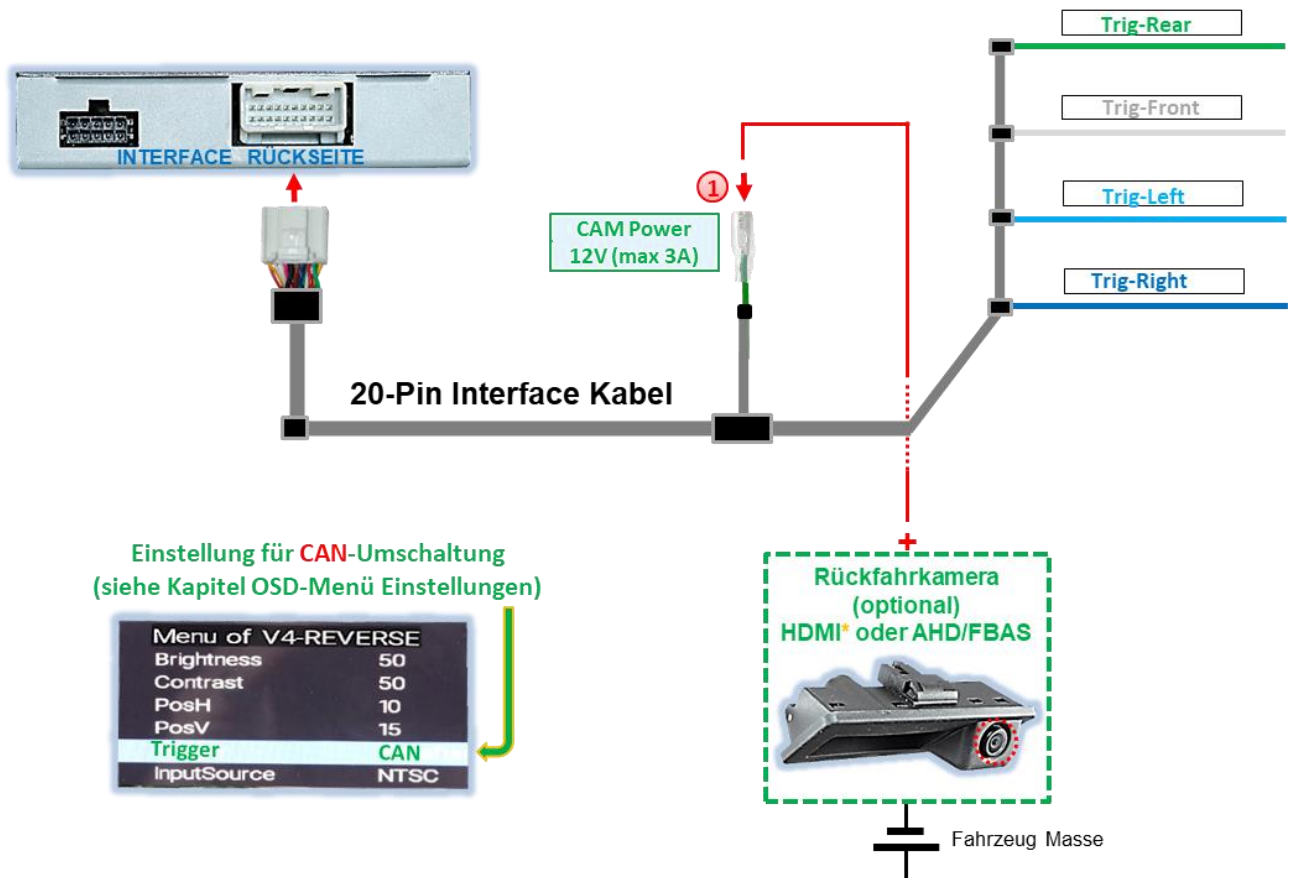 Trig-Rear
Trig-Front
INTERFACE RÜCKSEITE
1
Trig-Left
CAM Power
12V (max 3A)
Trig-Right
20-Pin Interface Kabel
+
Einstellung für CAN-Umschaltung
(siehe Kapitel OSD-Menü Einstellungen)
Rückfahrkamera
(optional)
HDMI* oder AHD/FBAS
Menu of V4-REVERSE
Brightness 50
Contrast 50
PosH 10
PosV 15
Trigger CAN
InputSource NTSC
Fahrzeug Masse